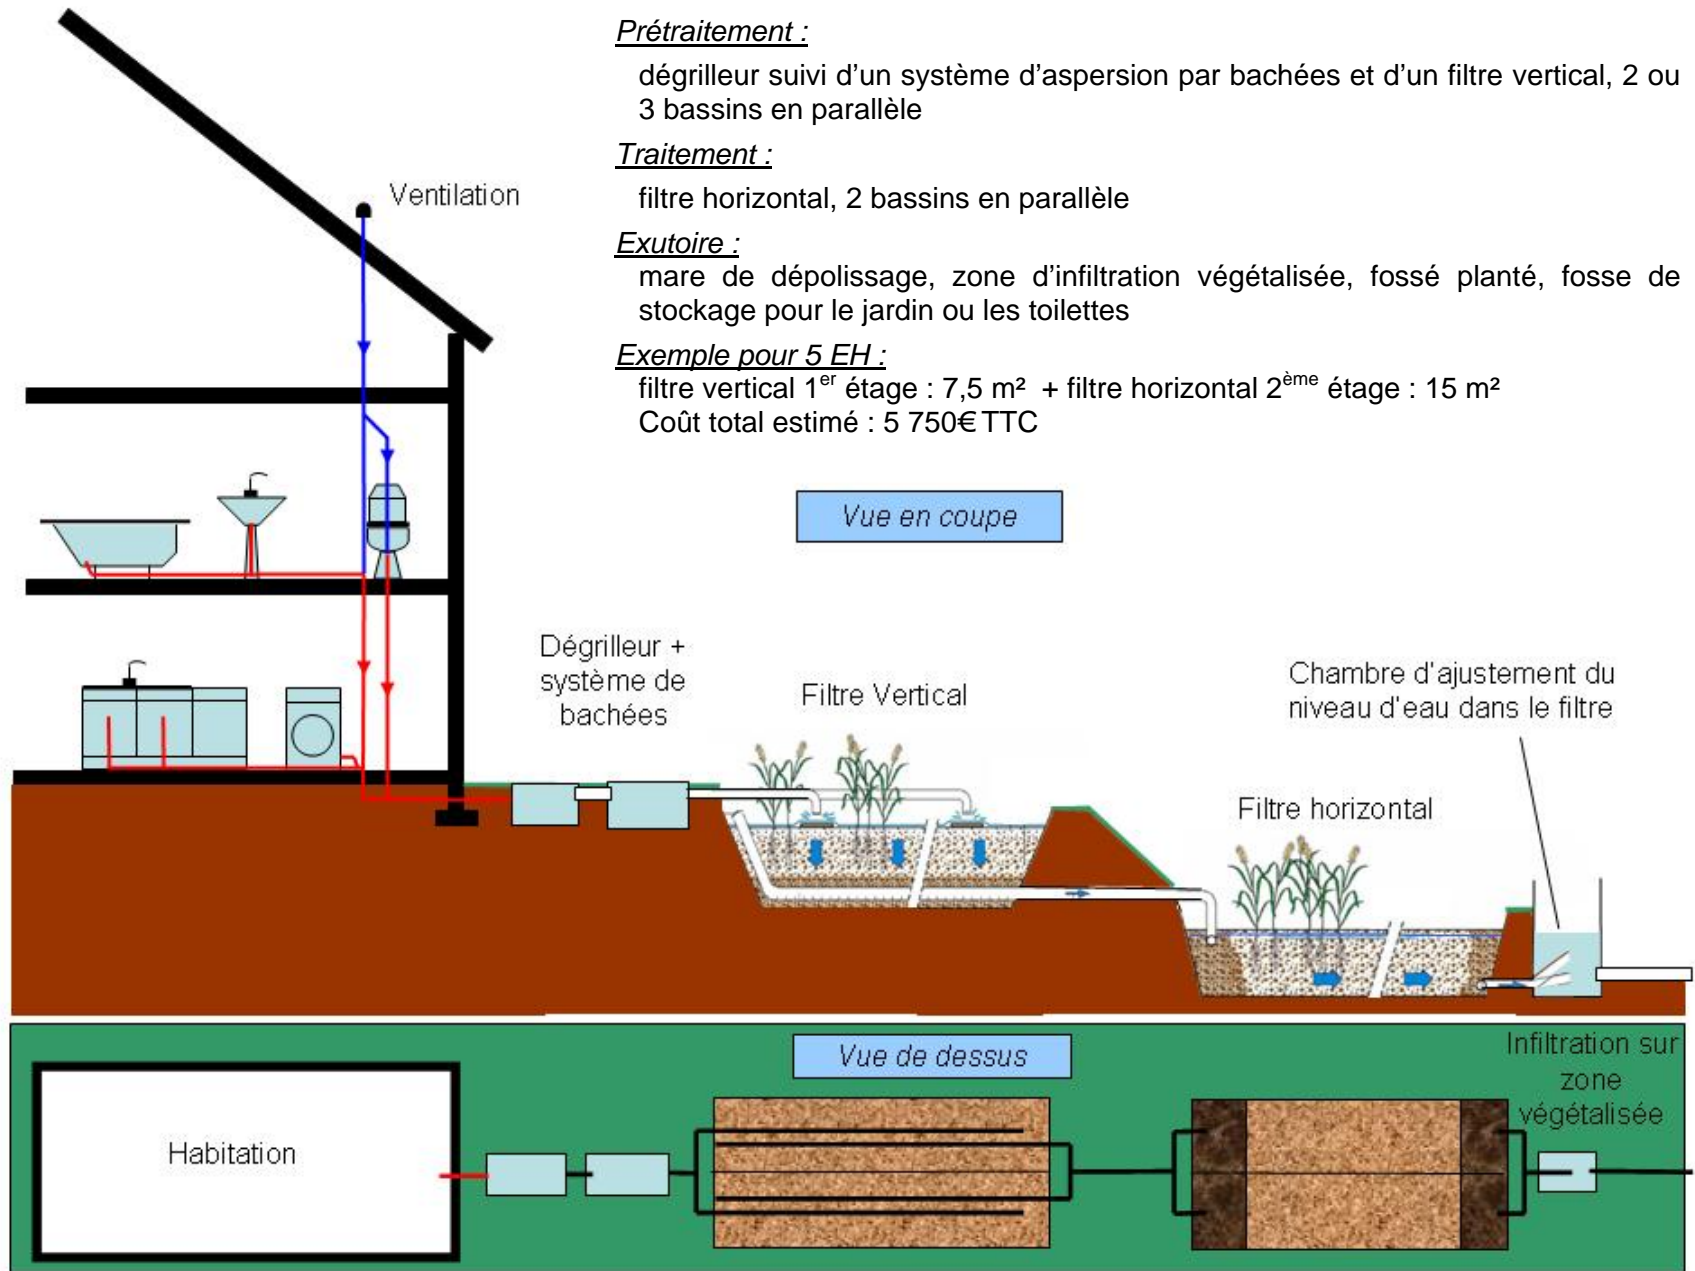 Prétraitement :
dégrilleur suivi d’un système d’aspersion par bachées et d’un filtre vertical, 2 ou
3 bassins en parallèle
Traitement :
filtre horizontal, 2 bassins en parallèle
Exutoire :
mare de dépolissage, zone d’infiltration végétalisée, fossé planté, fosse de
stockage pour le jardin ou les toilettes
Exemple pour 5 EH :
filtre vertical 1er étage : 7,5 m² + filtre horizontal 2ème étage : 15 m²
Coût total estimé : 5 750€ TTC
Ventilation
Vue en coupe
Dégrilleur +
système de
bachées
Filtre Vertical
Chambre d'ajustement du
niveau d'eau dans le filtre
Filtre horizontal
Vue de dessus
Infiltration sur
zone
végétalisée
Habitation